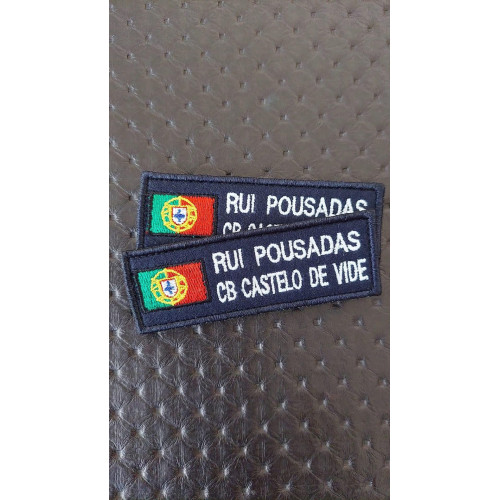 RUI POUSADAS
RUI POUSADAS
CB CASTELO DE VIDE